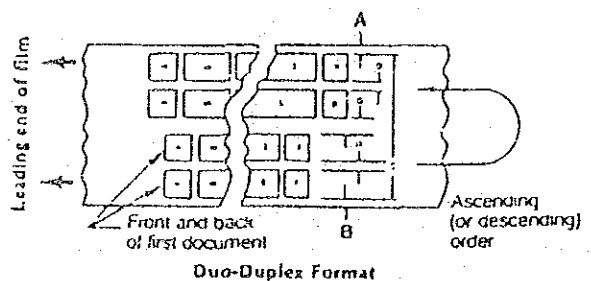 A
Leading end of film
Front and back
of first document
B
Ascending
(or descending)
order
Duo-Duplex Format